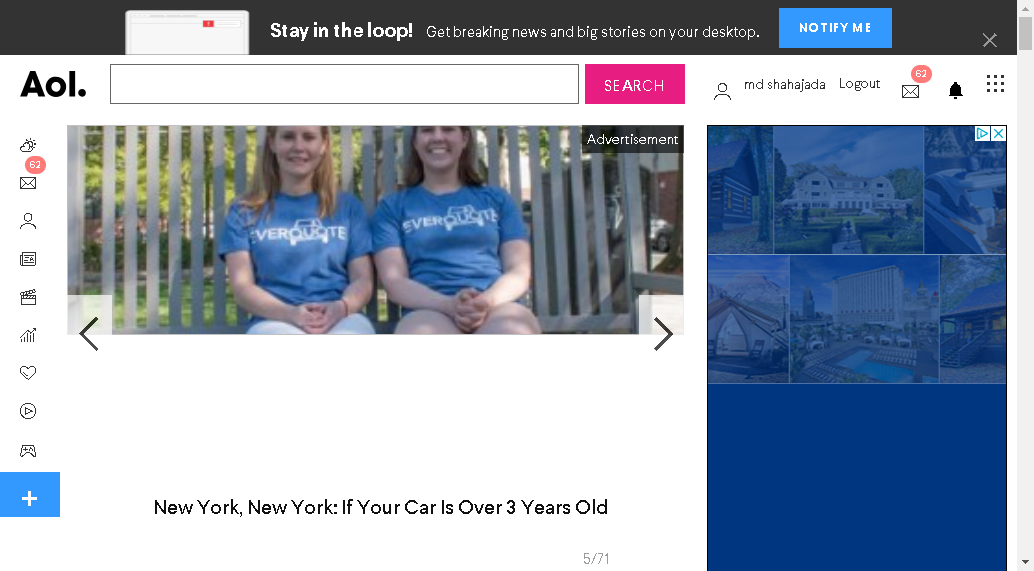 Stay in the loop! Get breaking news and big stories on your desktop. NOTIFY ME
Aol. SEARCH md shahajada Logout 62
62
Advertisement
EVERQUOTE EVERQUOTE
New York, New York: If Your Car Is Over 3 Years Old
5/71